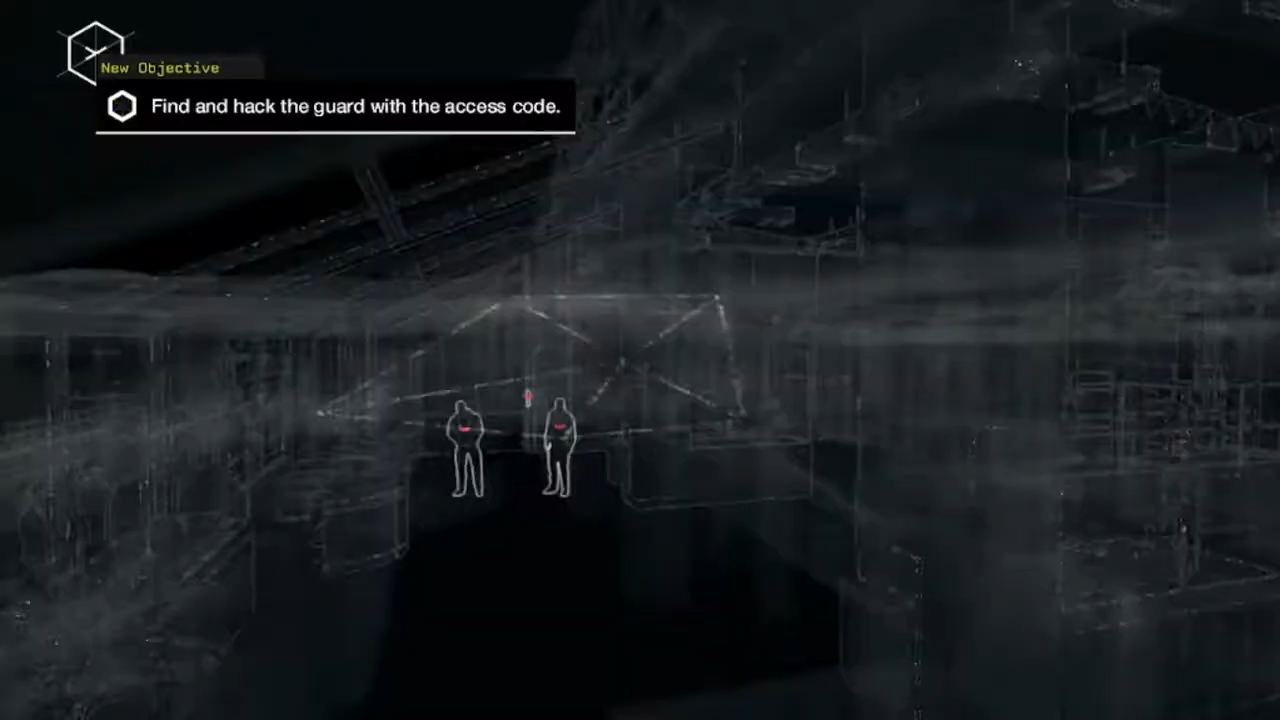 New Objective
Find and hack the guard with the access code.